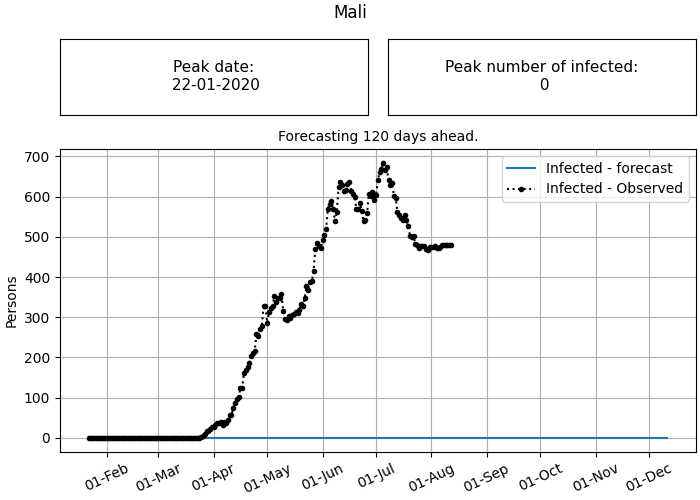 Mali
Peak date:
22-01-2020
Peak number of infected:
0
Forecasting 120 days ahead.
Infected - forecast
Infected - Observed
700
600
500
400
300
200
100
0
Persons
01-Feb
01-Mar
01-Apr
01-May
01-Jun
01-Jul
01-Aug
01-Sep
01-Oct
01-Nov
01-Dec